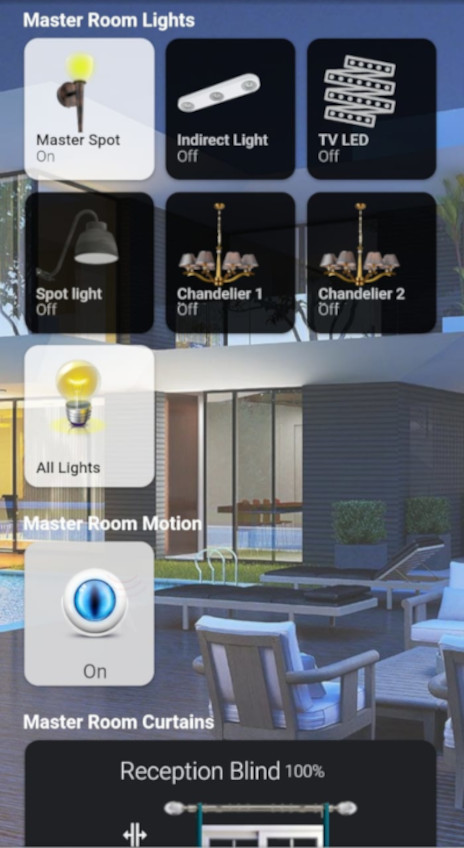 Master Room Lights
Master Spot
On
Indirect Light
Off
TV LED
Off
Spot light
Off
Chandelier 1
Off
Chandelier 2
Off
All Lights
Master Room Motion
On
Master Room Curtains
Reception Blind 100%